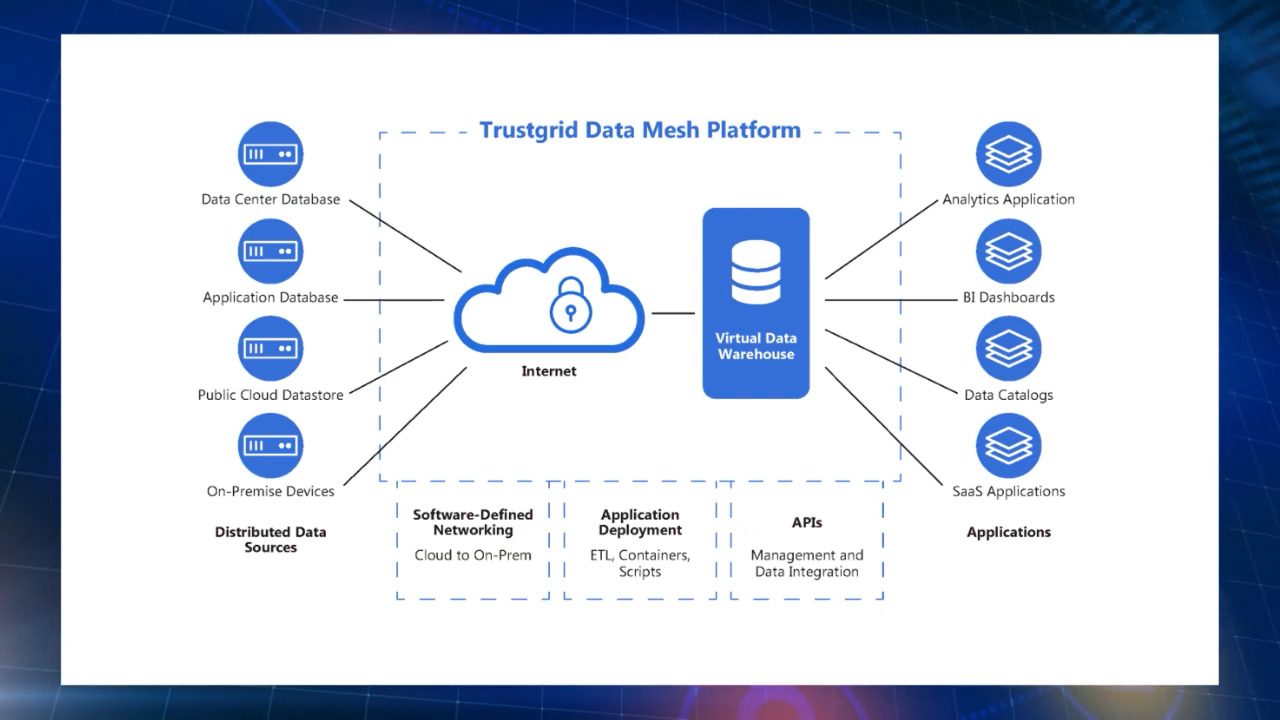 Trustgrid Data Mesh Platform
Data Center Database
Application Database
Public Cloud Datastore
On-Premise Devices
Distributed Data
Sources
Internet
Virtual Data
Warehouse
Analytics Application
BI Dashboards
Data Catalogs
SaaS Applications
Applications
Software-Defined
Networking
Cloud to On-Prem
Application
Deployment
ETL, Containers,
Scripts
APIs
Management and
Data Integration